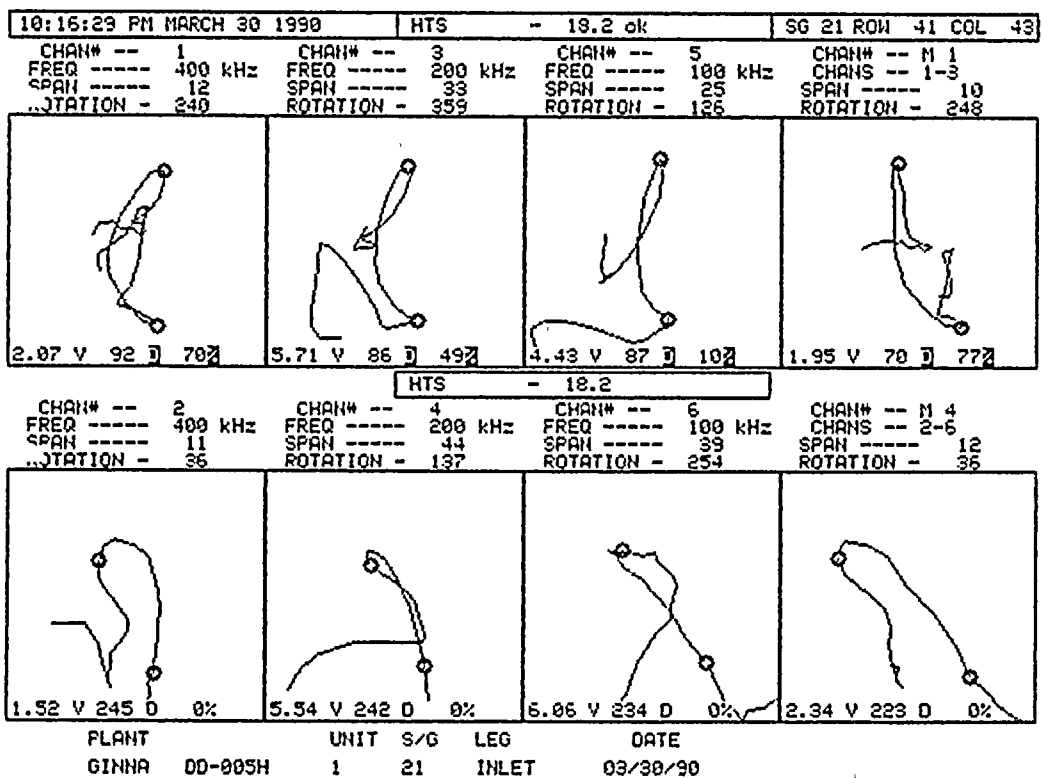 10:16:29 PM MARCH 30 1990 HTS - 18.2 ok SG 21 ROW 41 COL 43
CHAN# -- 1 CHAN# -- 3 CHAN# -- 5 CHAN# -- M 1
FREQ ----- 400 kHz FREQ ----- 200 kHz FREQ ----- 100 kHz CHANS -- 1-3
SPAN ----- 12 SPAN ----- 33 SPAN ----- 25 SPAN ----- 10
..OTATION - 240 ROTATION - 359 ROTATION - 126 ROTATION - 248
2.07 V 92 D 70% 5.71 V 86 D 49% 4.43 V 87 D 10% 1.95 V 70 D 77%
HTS - 18.2
CHAN# -- 2 CHAN# -- 4 CHAN# -- 6 CHAN# -- M 4
FREQ ----- 400 kHz FREQ ----- 200 kHz FREQ ----- 100 kHz CHANS -- 2-6
SPAN ----- 11 SPAN ----- 44 SPAN ----- 39 SPAN ----- 12
..OTATION - 36 ROTATION - 137 ROTATION - 254 ROTATION - 36
1.52 V 245 D 0% 5.54 V 242 D 0% 6.06 V 234 D 0% 2.34 V 223 D 0%
PLANT UNIT S/G LEG DATE
GINNA DD-005H 1 21 INLET 03/30/90